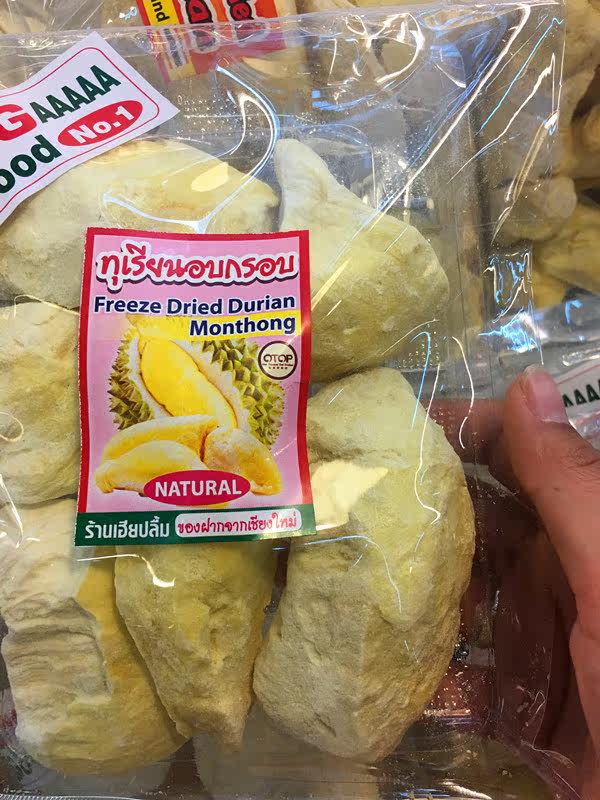 GAAAAA
ood No.1
ทุเรียนอบกรอบ
Freeze Dried Durian
Monthong
OTOP
NATURAL
ร้านเฮียปลื้ม ของฝากจากเชียงใหม่
AAAAA